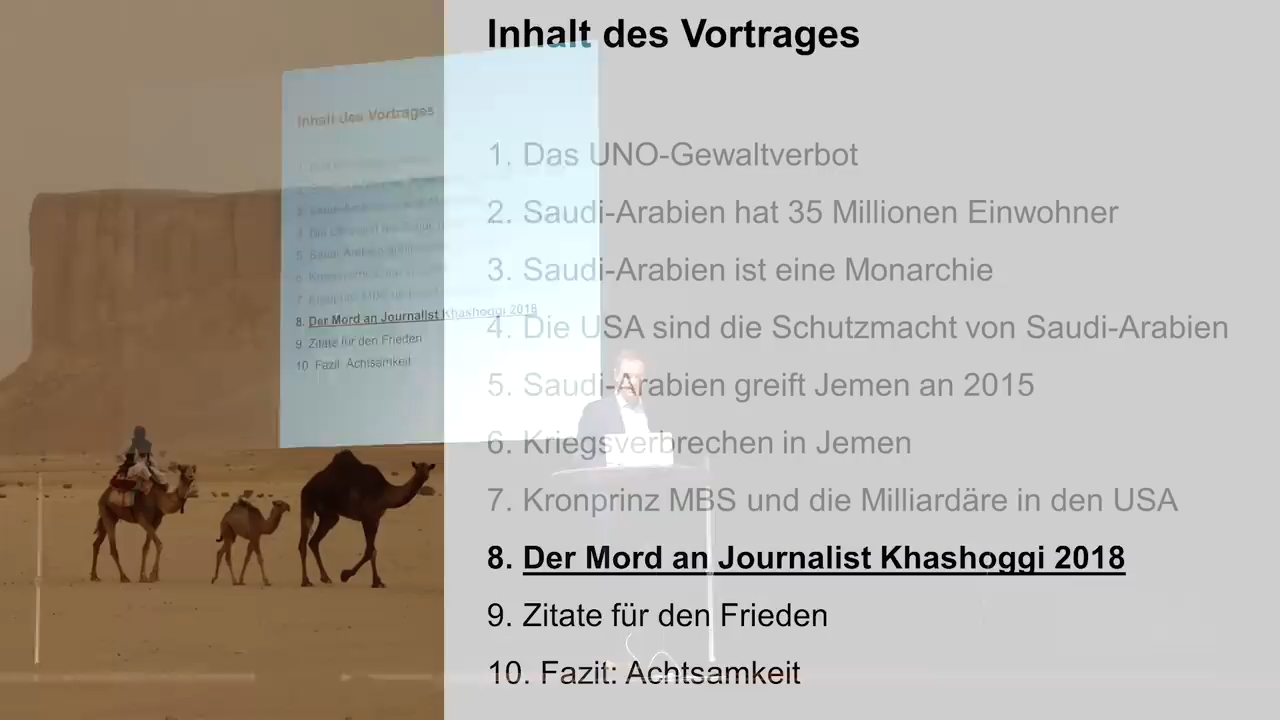 Inhalt des Vortrages
1. Das UNO-Gewaltverbot
2. Saudi-Arabien hat 35 Millionen Einwohner
3. Saudi-Arabien ist eine Monarchie
4. Die USA sind die Schutzmacht von Saudi-Arabien
5. Saudi-Arabien greift Jemen an 2015
6. Kriegsverbrechen in Jemen
7. Kronprinz MBS und die Milliardäre in den USA
8. Der Mord an Journalist Khashoggi 2018
9. Zitate für den Frieden
10. Fazit: Achtsamkeit
Inhalt des Vortrages
8. Der Mord an Journalist Khashoggi 2018
9 Zitate für den Frieden
10 Fazit: Achtsamkeit